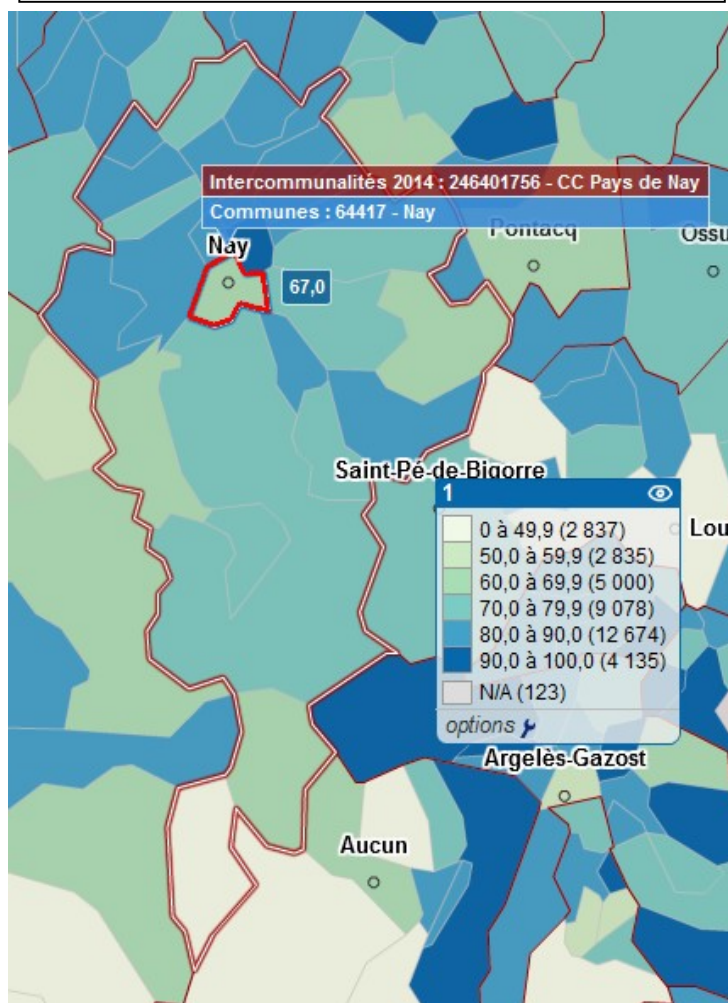 Intercommunalités 2014 : 246401756 - CC Pays de Nay
Communes : 64417 - Nay
Nay
Pontacq
Ossu
67,0
Saint-Pé-de-Bigorre
1
0 à 49,9 (2 837)
Lou
50,0 à 59,9 (2 835)
60,0 à 69,9 (5 000)
70,0 à 79,9 (9 078)
80,0 à 90,0 (12 674)
90,0 à 100,0 (4 135)
N/A (123)
options
Argelès-Gazost
Aucun